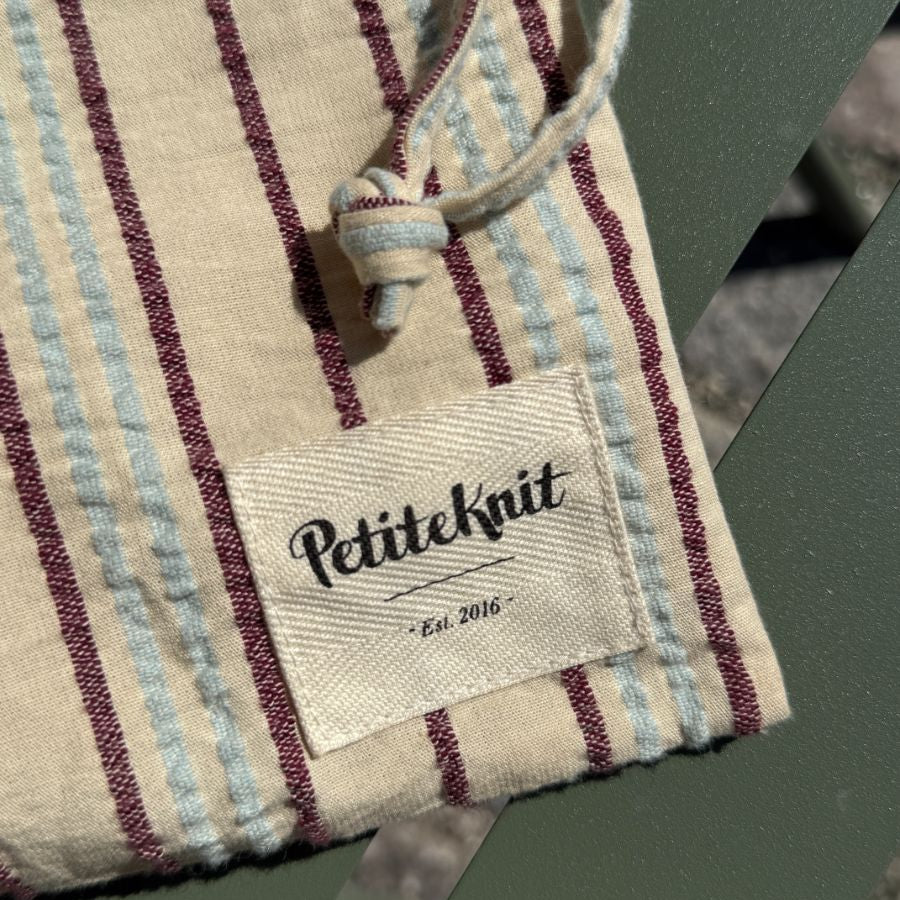 PetiteKnit
- Est. 2016 -